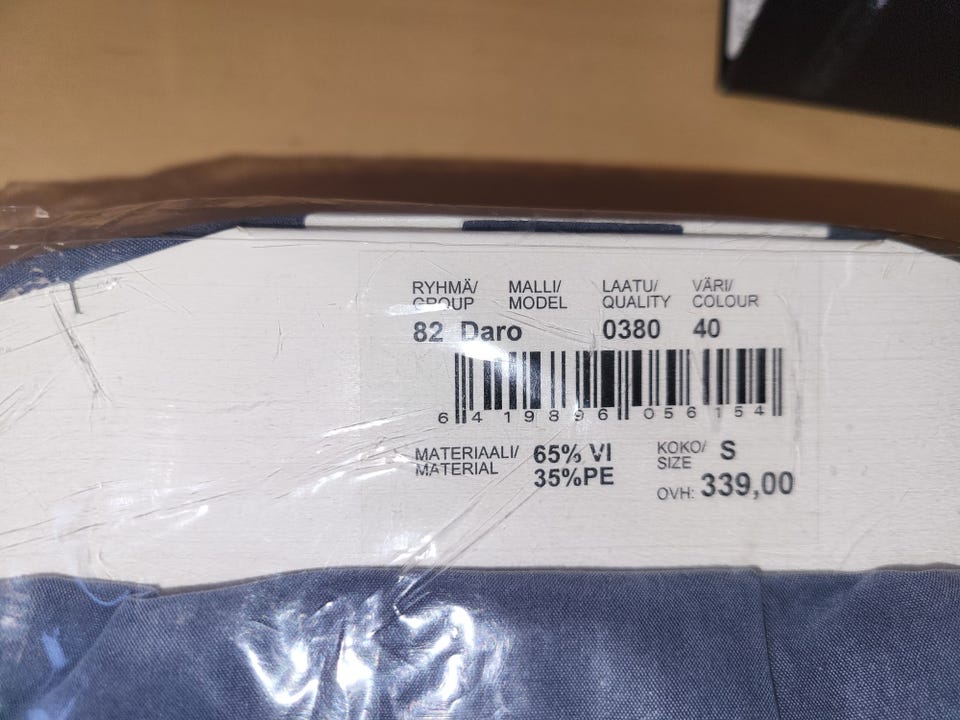 RYHMÄ/ MALLI/ LAATU/ VÄRI/
GROUP MODEL QUALITY COLOUR
82 Daro 0380 40
6 419896 056154
MATERIAALI/ 65% VI KOKO/ S
MATERIAL 35%PE SIZE
OVH: 339,00